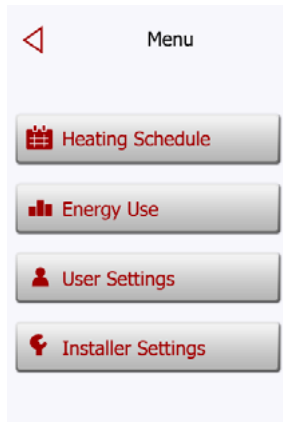 Menu
Heating Schedule
Energy Use
User Settings
Installer Settings